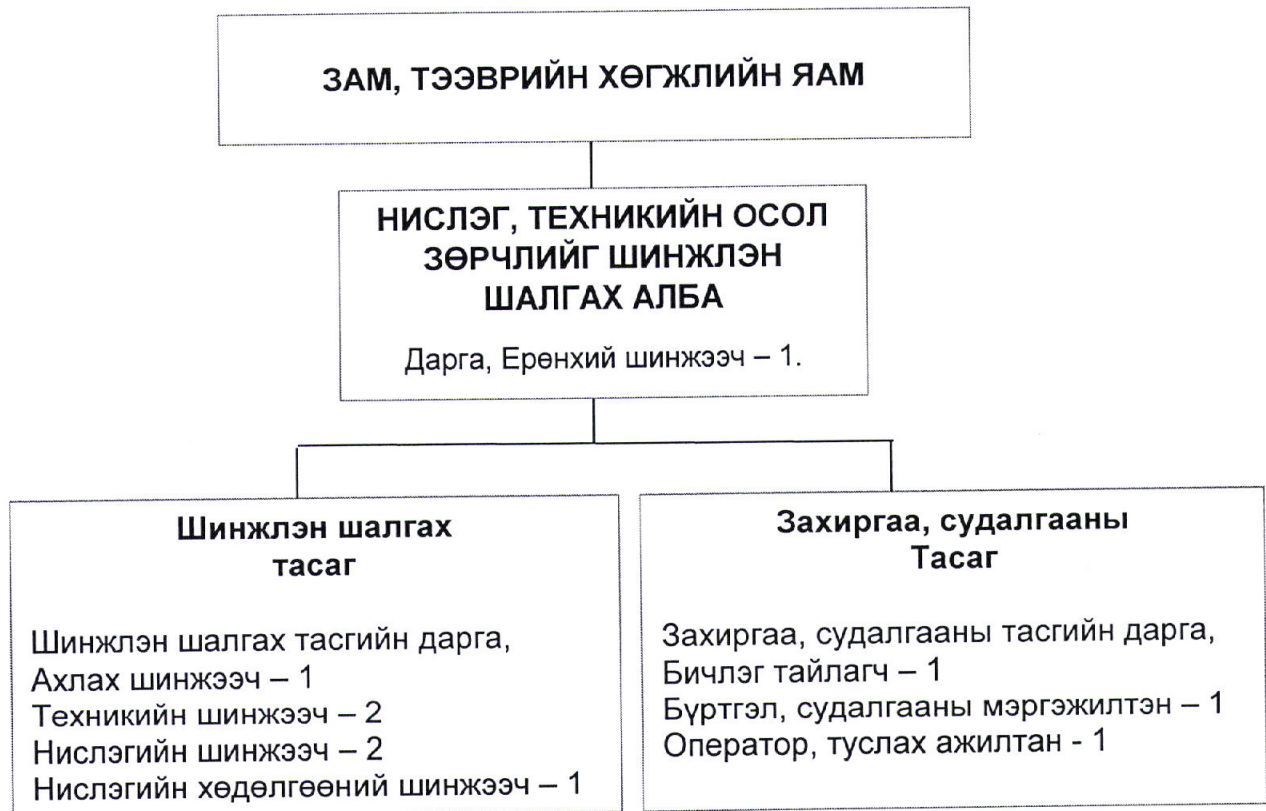 ЗАМ, ТЭЭВРИЙН ХӨГЖЛИЙН ЯАМ
НИСЛЭГ, ТЕХНИКИЙН ОСОЛ
ЗӨРЧЛИЙГ ШИНЖЛЭН
ШАЛГАХ АЛБА
Дарга, Ерөнхий шинжээч – 1.
Шинжлэн шалгах
тасаг
Шинжлэн шалгах тасгийн дарга,
Ахлах шинжээч – 1
Техникийн шинжээч – 2
Нислэгийн шинжээч – 2
Нислэгийн хөдөлгөөний шинжээч – 1
Захиргаа, судалгааны
Тасаг
Захиргаа, судалгааны тасгийн дарга,
Бичлэг тайлагч – 1
Бүртгэл, судалгааны мэргэжилтэн – 1
Оператор, туслах ажилтан - 1